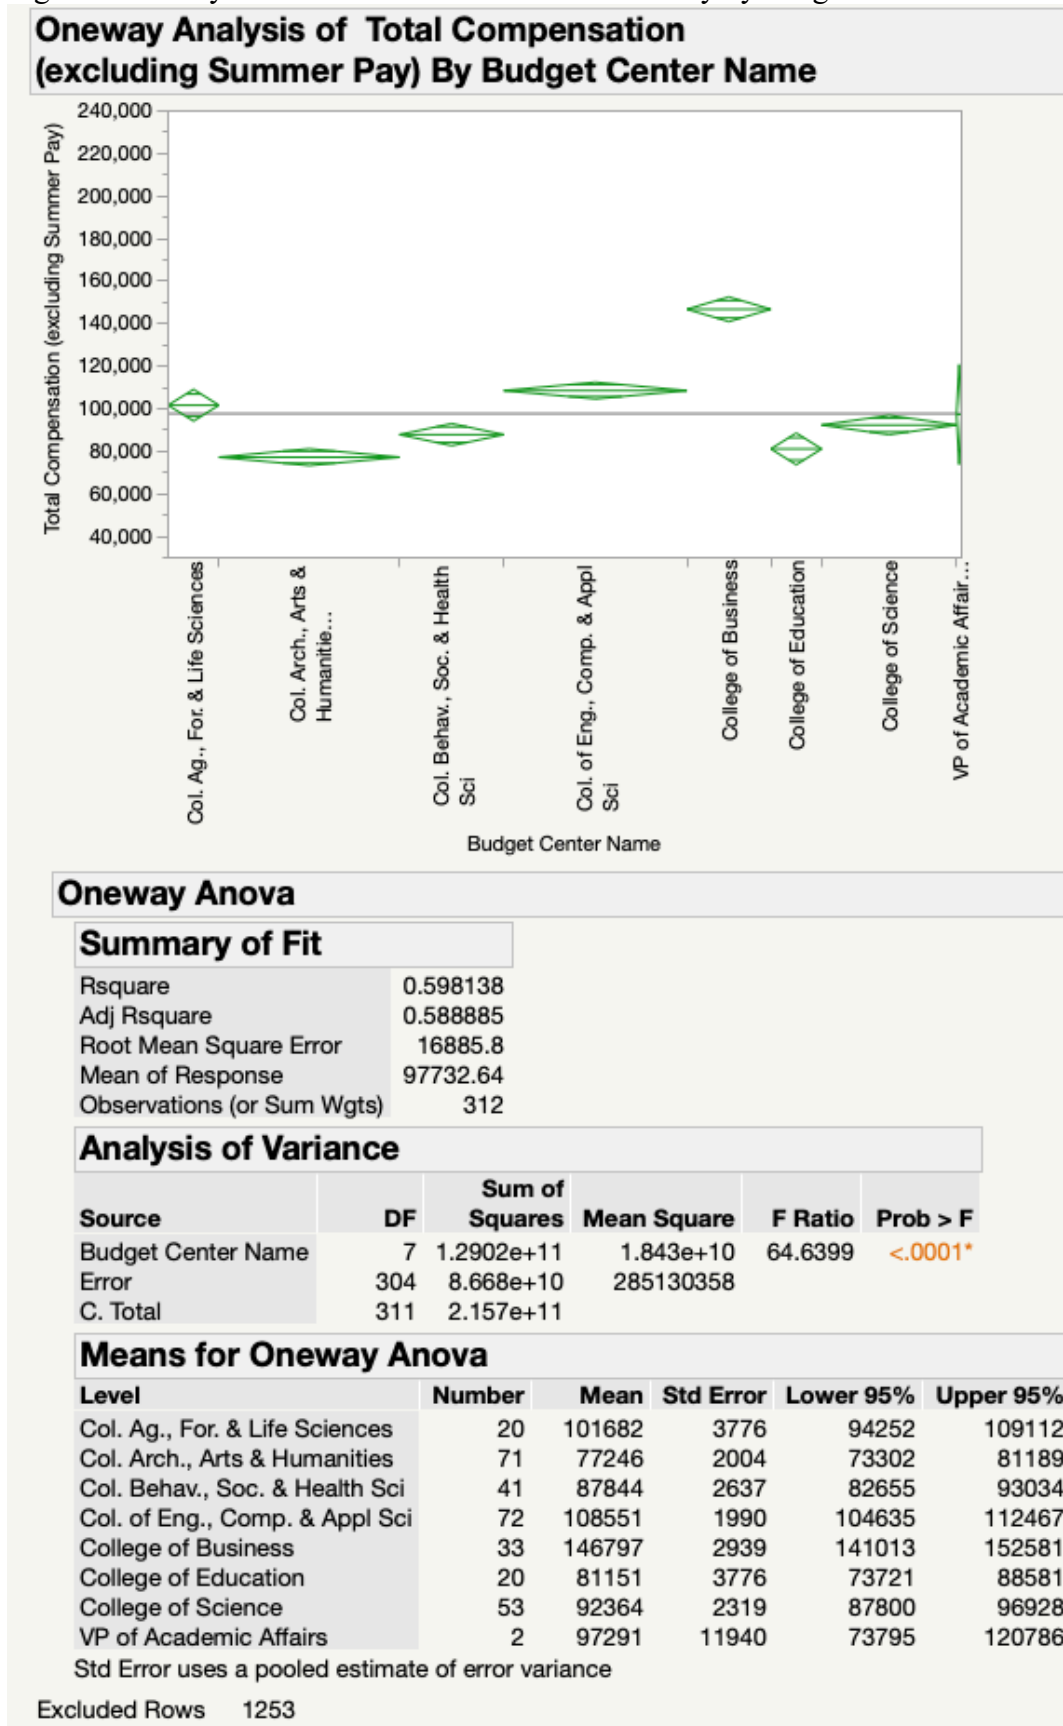 Oneway Analysis of Total Compensation
(excluding Summer Pay) By Budget Center Name
Total Compensation (excluding Summer Pay)
240,000
220,000
200,000
180,000
160,000
140,000
120,000
100,000
80,000
60,000
40,000
Col. Ag., For. & Life Sciences
Col. Arch., Arts &
Humanitie...
Col. Behav., Soc. & Health
Sci
Col. of Eng., Comp. & Appl
Sci
College of Business
College of Education
College of Science
VP of Academic Affair...
Budget Center Name
Oneway Anova
Summary of Fit
Rsquare 0.598138
Adj Rsquare 0.588885
Root Mean Square Error 16885.8
Mean of Response 97732.64
Observations (or Sum Wgts) 312
Analysis of Variance
Sum of
Source DF Squares Mean Square F Ratio Prob > F
Budget Center Name 7 1.2902e+11 1.843e+10 64.6399 <.0001*
Error 304 8.668e+10 285130358
C. Total 311 2.157e+11
Means for Oneway Anova
Level Number Mean Std Error Lower 95% Upper 95%
Col. Ag., For. & Life Sciences 20 101682 3776 94252 109112
Col. Arch., Arts & Humanities 71 77246 2004 73302 81189
Col. Behav., Soc. & Health Sci 41 87844 2637 82655 93034
Col. of Eng., Comp. & Appl Sci 72 108551 1990 104635 112467
College of Business 33 146797 2939 141013 152581
College of Education 20 81151 3776 73721 88581
College of Science 53 92364 2319 87800 96928
VP of Academic Affairs 2 97291 11940 73795 120786
Std Error uses a pooled estimate of error variance
Excluded Rows 1253